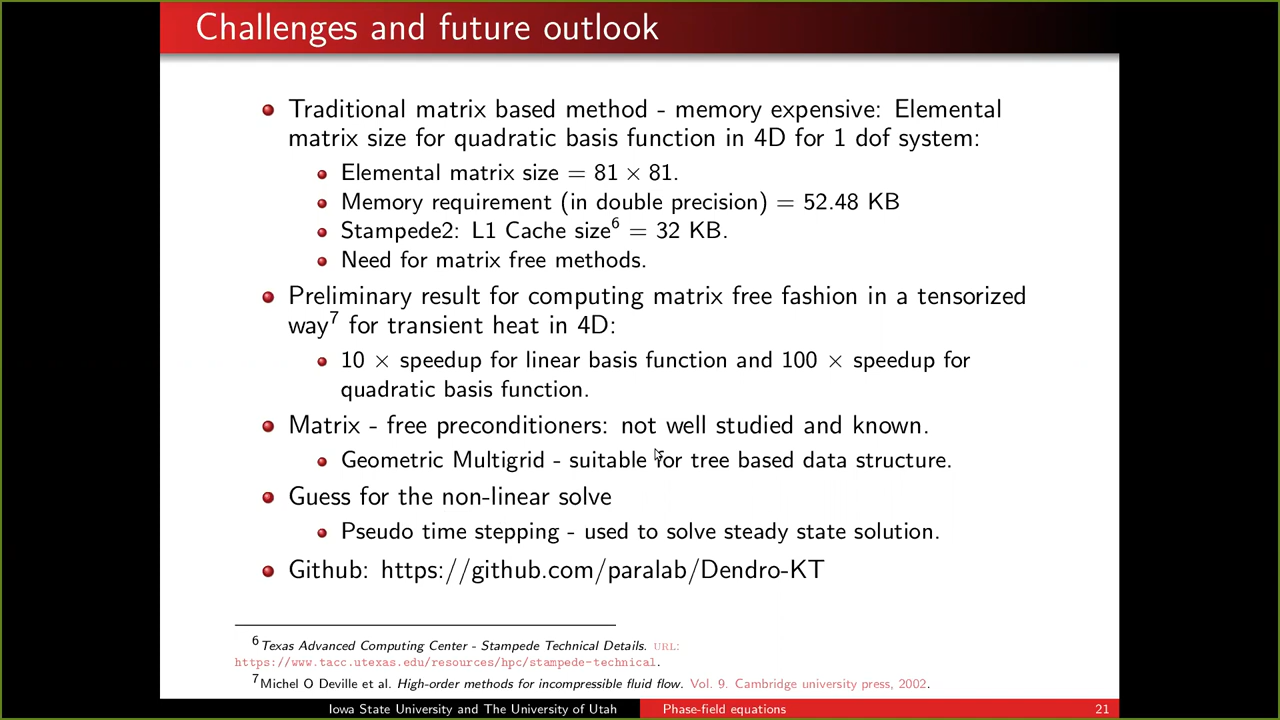 Challenges and future outlook
Traditional matrix based method - memory expensive: Elemental
matrix size for quadratic basis function in 4D for 1 dof system:
Elemental matrix size = 81 × 81.
Memory requirement (in double precision) = 52.48 KB
Stampede2: L1 Cache size⁶ = 32 KB.
Need for matrix free methods.
Preliminary result for computing matrix free fashion in a tensorized
way⁷ for transient heat in 4D:
10 × speedup for linear basis function and 100 × speedup for
quadratic basis function.
Matrix - free preconditioners: not well studied and known.
Geometric Multigrid - suitable for tree based data structure.
Guess for the non-linear solve
Pseudo time stepping - used to solve steady state solution.
Github: https://github.com/paralab/Dendro-KT
⁶Texas Advanced Computing Center - Stampede Technical Details. URL:
https://www.tacc.utexas.edu/resources/hpc/stampede-technical.
⁷Michel O Deville et al. High-order methods for incompressible fluid flow. Vol. 9. Cambridge university press, 2002.
Iowa State University and The University of Utah Phase-field equations 21